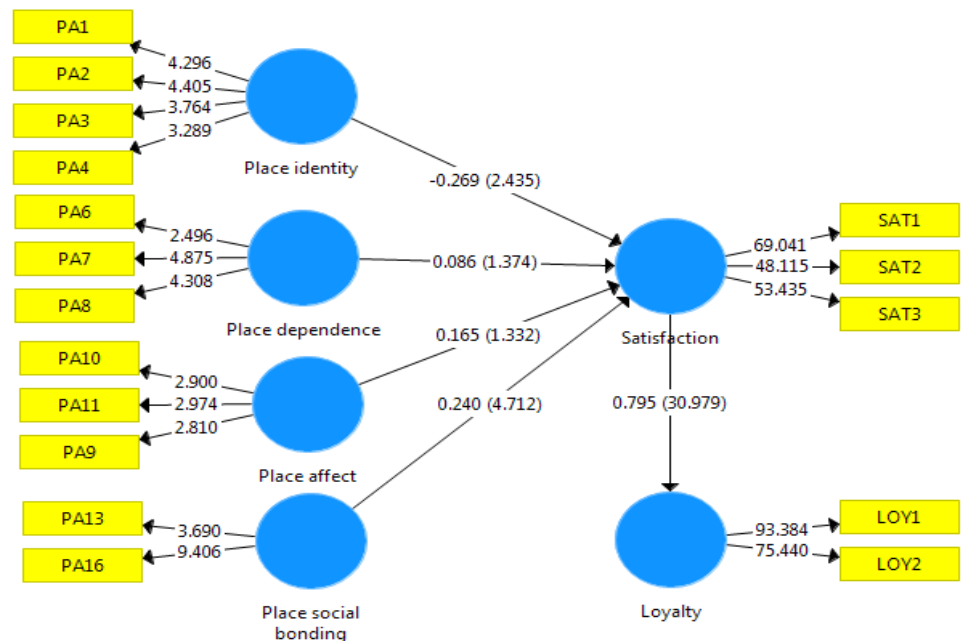 PA1
PA2
PA3
PA4
4.296
4.405
3.764
3.289
Place identity
-0.269 (2.435)
PA6
PA7
PA8
2.496
4.875
4.308
Place dependence
0.086 (1.374)
SAT1
SAT2
SAT3
69.041
48.115
53.435
Satisfaction
PA10
PA11
PA9
2.900
2.974
2.810
Place affect
0.165 (1.332)
0.240 (4.712)
0.795 (30.979)
PA13
PA16
3.690
9.406
Place social
bonding
93.384
75.440
LOY1
LOY2
Loyalty